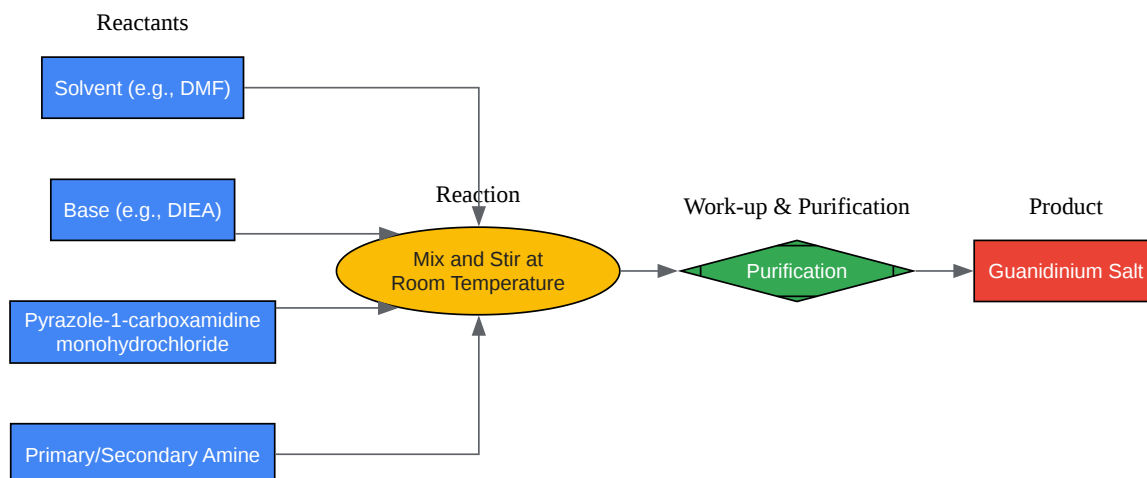 Reactants
Solvent (e.g., DMF)
Base (e.g., DIEA)
Pyrazole-1-carboxamidine
monohydrochloride
Primary/Secondary Amine
Reaction
Mix and Stir at
Room Temperature
Work-up & Purification
Purification
Product
Guanidinium Salt